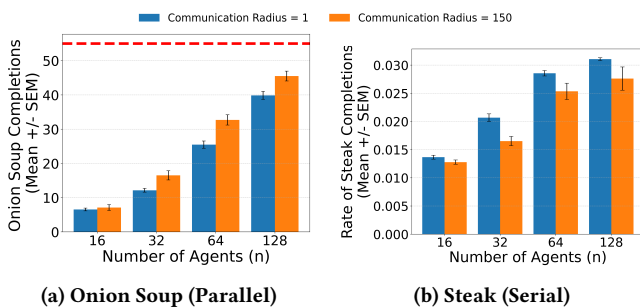 Communication Radius = 1 Communication Radius = 150
Onion Soup Completions
(Mean +/- SEM)
50
40
30
20
10
0
16 32 64 128
Number of Agents (n)
(a) Onion Soup (Parallel)
Rate of Steak Completions
(Mean +/- SEM)
0.030
0.025
0.020
0.015
0.010
0.005
0.000
16 32 64 128
Number of Agents (n)
(b) Steak (Serial)